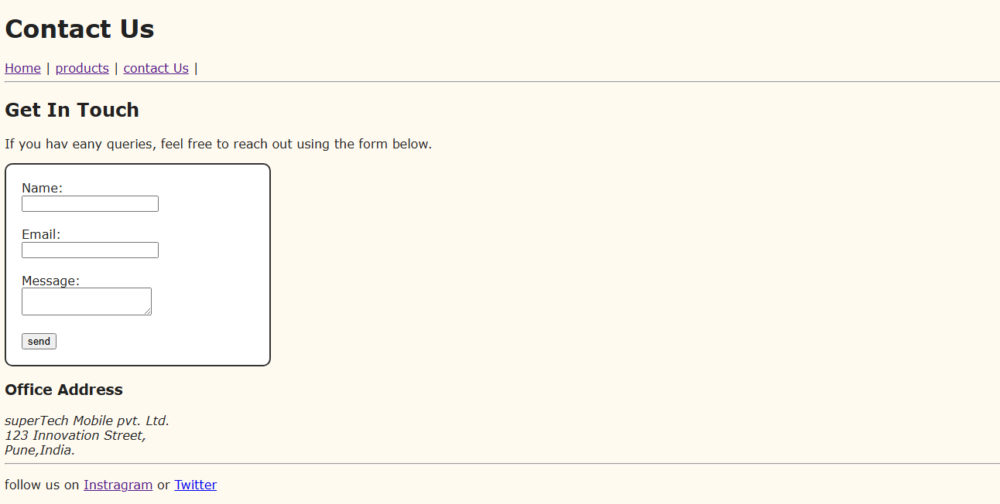 Contact Us
Home | products | contact Us |
Get In Touch
If you hav eany queries, feel free to reach out using the form below.
Name:
Email:
Message:
send
Office Address
superTech Mobile pvt. Ltd.
123 Innovation Street,
Pune,India.
follow us on Instragram or Twitter